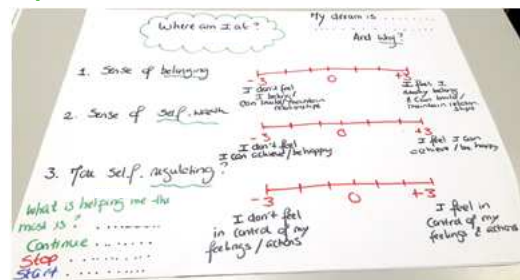 Where am I at?
My dream is ..............
..............
And Why?
1. Sense of belonging
-3 0 +3
I don't feel
I belong/
can build/maintain
relationships
I feel I
belong
& can build/
maintain relation
ships
2. Sense of self-worth
-3 0 +3
I don't feel
I can achieve/be happy
I feel I can
achieve/be happy
3. You self-regulating?
-3 0 +3
I don't feel
in control of my
feelings/actions
I feel in
control of my
feelings & actions
What is helping me the
most is? .........
Continue ...........
Stop ...........
Start ...........